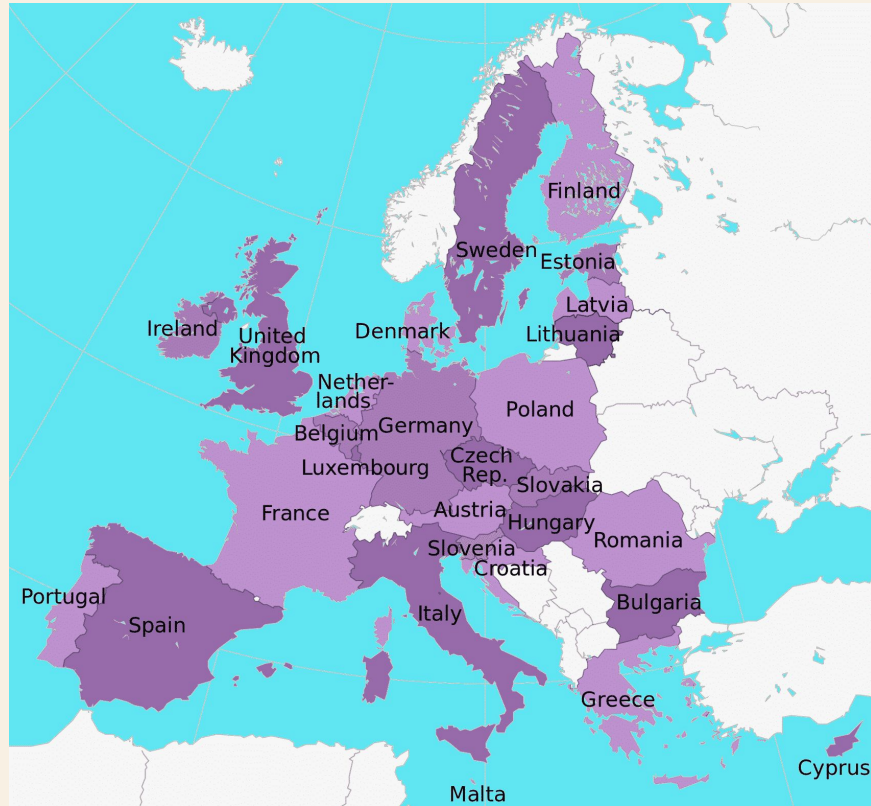 Finland
Sweden
Estonia
Latvia
Lithuania
Ireland
United
Kingdom
Denmark
Nether-
lands
Belgium
Germany
Poland
Luxembourg
Czech
Rep.
Slovakia
France
Austria
Hungary
Slovenia
Croatia
Romania
Portugal
Spain
Italy
Bulgaria
Greece
Cyprus
Malta